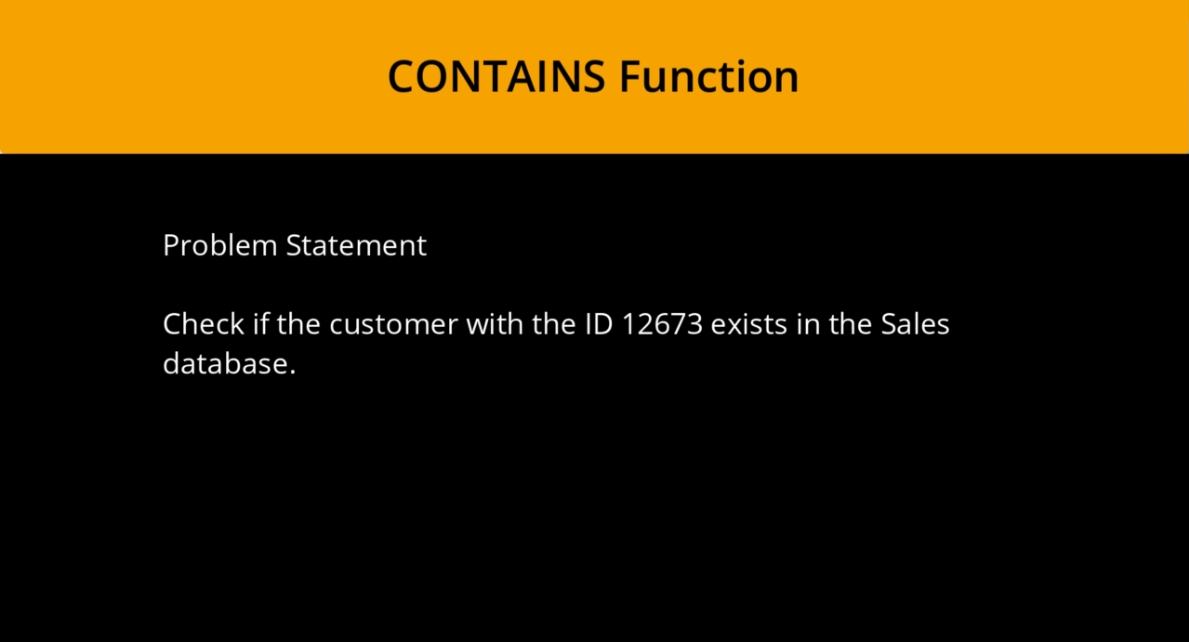 CONTAINS Function
Problem Statement
Check if the customer with the ID 12673 exists in the Sales
database.